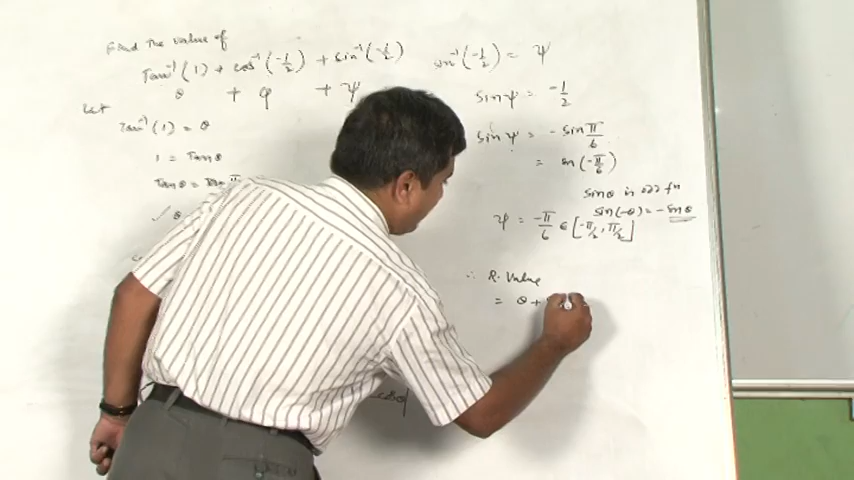 Find the value of
Tan⁻¹(1) + cos⁻¹(-1/2) + sin⁻¹(-1/2)
θ + φ + ψ
Let
Tan⁻¹(1) = θ
1 = Tanθ
Tanθ = Tan π
✓ θ
sin⁻¹(-1/2) = ψ
sinψ = -1/2
sinψ = - sin π/6
= sin(-π/6)
sinθ is odd fn
sin(-θ) = -sinθ
ψ = -π/6 ∈ [-π/2, π/2]
∴ R. Value
= θ +